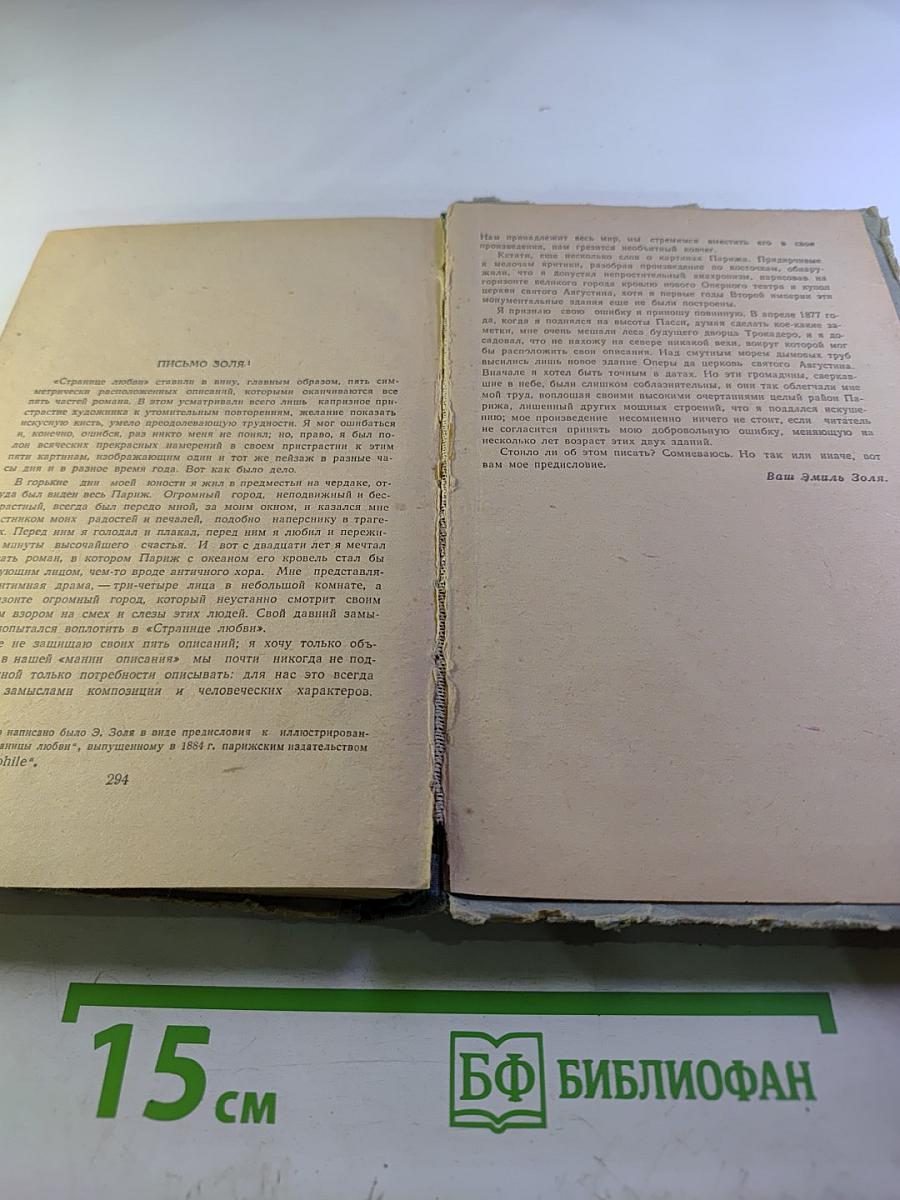 ПИСЬМО ЗОЛЯ.¹
«Странице любви» ставили в вину, главным образом, пять сим-
метрически расположенных описаний, которыми оканчиваются все
пять частей романа. В этом усматривали всего лишь капризное при-
страстие художника к утомительным повторениям, желание показать
искусную кисть, умело преодолевающую трудности. Я мог ошибаться
и, конечно, ошибся, раз никто меня не понял; но, право, я был по-
лон всяческих прекрасных намерений в своем пристрастии к этим
пяти картинам, изображающим один и тот же пейзаж в разные ча-
сы дня и в разное время года. Вот как было дело.
В горькие дни моей юности я жил в предместьи на чердаке, от-
уда был виден весь Париж. Огромный город, неподвижный и бес-
растный, всегда был передо мной, за моим окном, и казался мне
стником моих радостей и печалей, подобно наперснику в траге-
х. Перед ним я голодал и плакал, перед ним я любил и пережи-
минуты высочайшего счастья. И вот с двадцати лет я мечтал
ать роман, в котором Париж с океаном его кровель стал бы
ующим лицом, чем-то вроде античного хора. Мне представля-
нтимная драма, — три-четыре лица в небольшой комнате, а
изонте огромный город, который неустанно смотрит своим
м взором на смех и слезы этих людей. Свой давний замы-
опытался воплотить в «Странице любви».
е не защищаю своих пять описаний; я хочу только объ-
в нашей «мании описания» мы почти никогда не под-
ной только потребности описывать: для нас это всегда
замыслами композиции и человеческих характеров.
о написано было Э. Золя в виде предисловия к иллюстрирован-
аницы любви", выпущенному в 1884 г. парижским издательством
ohile".
294
Нам принадлежит весь мир, мы стремимся вместить его в свои
произведения, нам грезится необъятный ковчег.
Кстати, еще несколько слов о картинах Парижа. Придирчивые
к мелочам критики, разобрав произведение по косточкам, обнару-
жили, что я допустил непростительный анахронизм, нарисовав на
горизонте великого города кровлю нового Оперного театра и купол
церкви святого Августина, хотя в первые годы Второй империи эти
монументальные здания еще не были построены.
Я признаю свою ошибку и приношу повинную. В апреле 1877 го-
да, когда я поднялся на высоты Пасси, думая сделать кое-какие за-
метки, мне очень мешали леса будущего дворца Трокадеро, и я до-
садовал, что не нахожу на севере никакой вехи, вокруг которой мог
бы расположить свои описания. Над смутным морем дымовых труб
высились лишь новое здание Оперы да церковь святого Августина.
Вначале я хотел быть точным в датах. Но эти громадины, сверкав-
шие в небе, были слишком соблазнительны, и они так облегчали мне
мой труд, воплощая своими высокими очертаниями целый район Па-
рижа, лишенный других мощных строений, что я поддался искуше-
нию; мое произведение несомненно ничего не стоит, если читатель
не согласится принять мою добровольную ошибку, меняющую на
несколько лет возраст этих двух зданий.
Стоило ли об этом писать? Сомневаюсь. Но так или иначе, вот
вам мое предисловие.
Ваш Эмиль Золя.
15 см
БФ БИБЛИОФАН